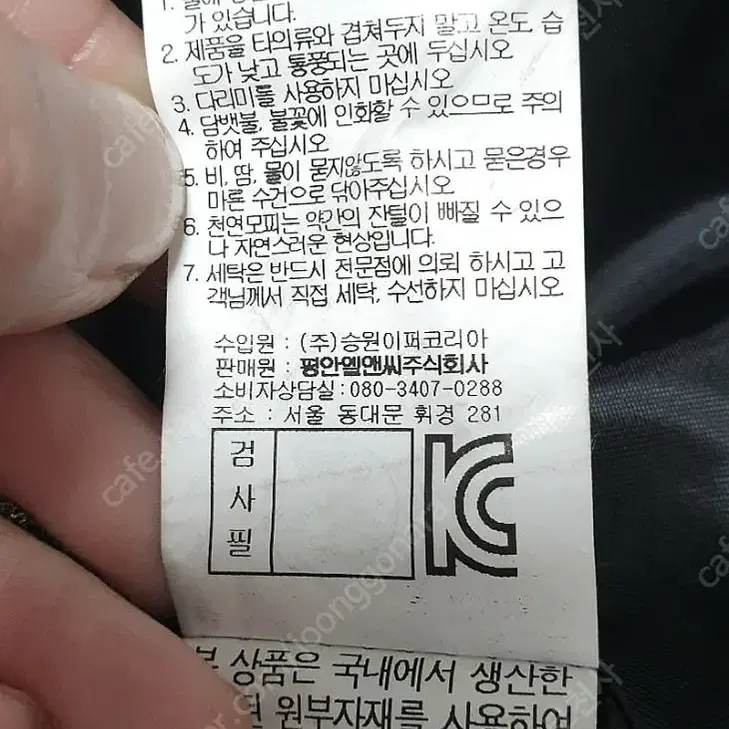 가 있습니다.
2. 제품을 타의류와 겹쳐두지 말고 온도 습
도가 낮고 통풍되는 곳에 두십시오
3. 다리미를 사용하지 마십시오
4. 담뱃불, 불꽃에 인화할 수 있으므로 주의
하여 주십시오
5. 비, 땀, 물이 묻지않도록 하시고 묻은경우
마른 수건으로 닦아주십시오
6. 천연모피는 약간의 잔털이 빠질 수 있으
나 자연스러운 현상입니다.
7. 세탁은 반드시 전문점에 의뢰 하시고 고
객님께서 직접 세탁, 수선하지 마십시오
수입원 : (주)승원이퍼코리아
판매원 : 평안엘앤씨주식회사
소비자상담실:080-3407-0288
주소 : 서울 동대문 휘경 281
검
사
필
KC
본 상품은 국내에서 생산한
원부자재를 사용하여